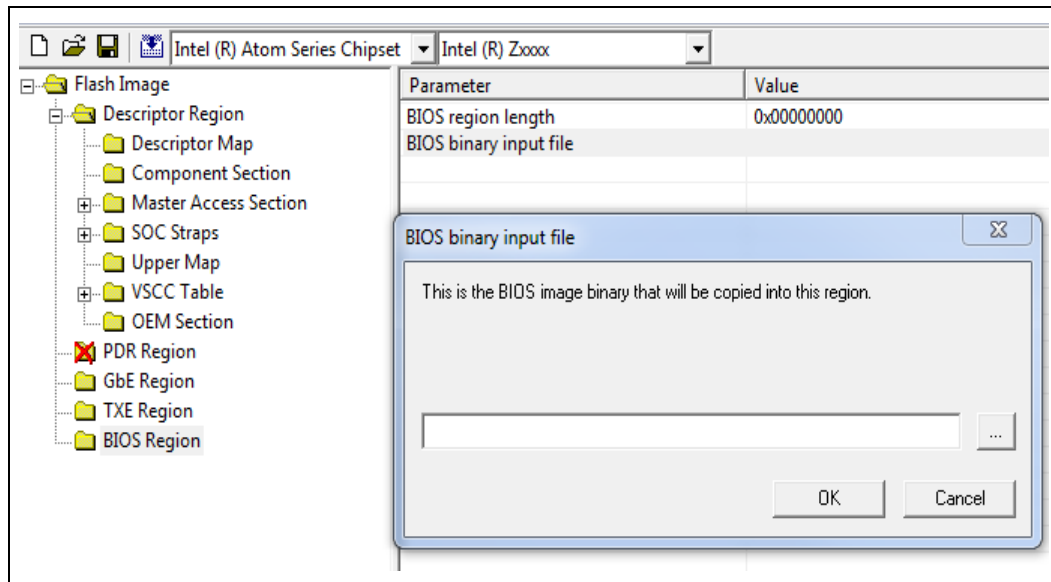 Intel (R) Atom Series Chipset Intel (R) Zxxxx
Flash Image
Descriptor Region
Descriptor Map
Component Section
Master Access Section
SOC Straps
Upper Map
VSCC Table
OEM Section
PDR Region
GbE Region
TXE Region
BIOS Region
Parameter Value
BIOS region length 0x00000000
BIOS binary input file
BIOS binary input file
This is the BIOS image binary that will be copied into this region.
...
OK Cancel